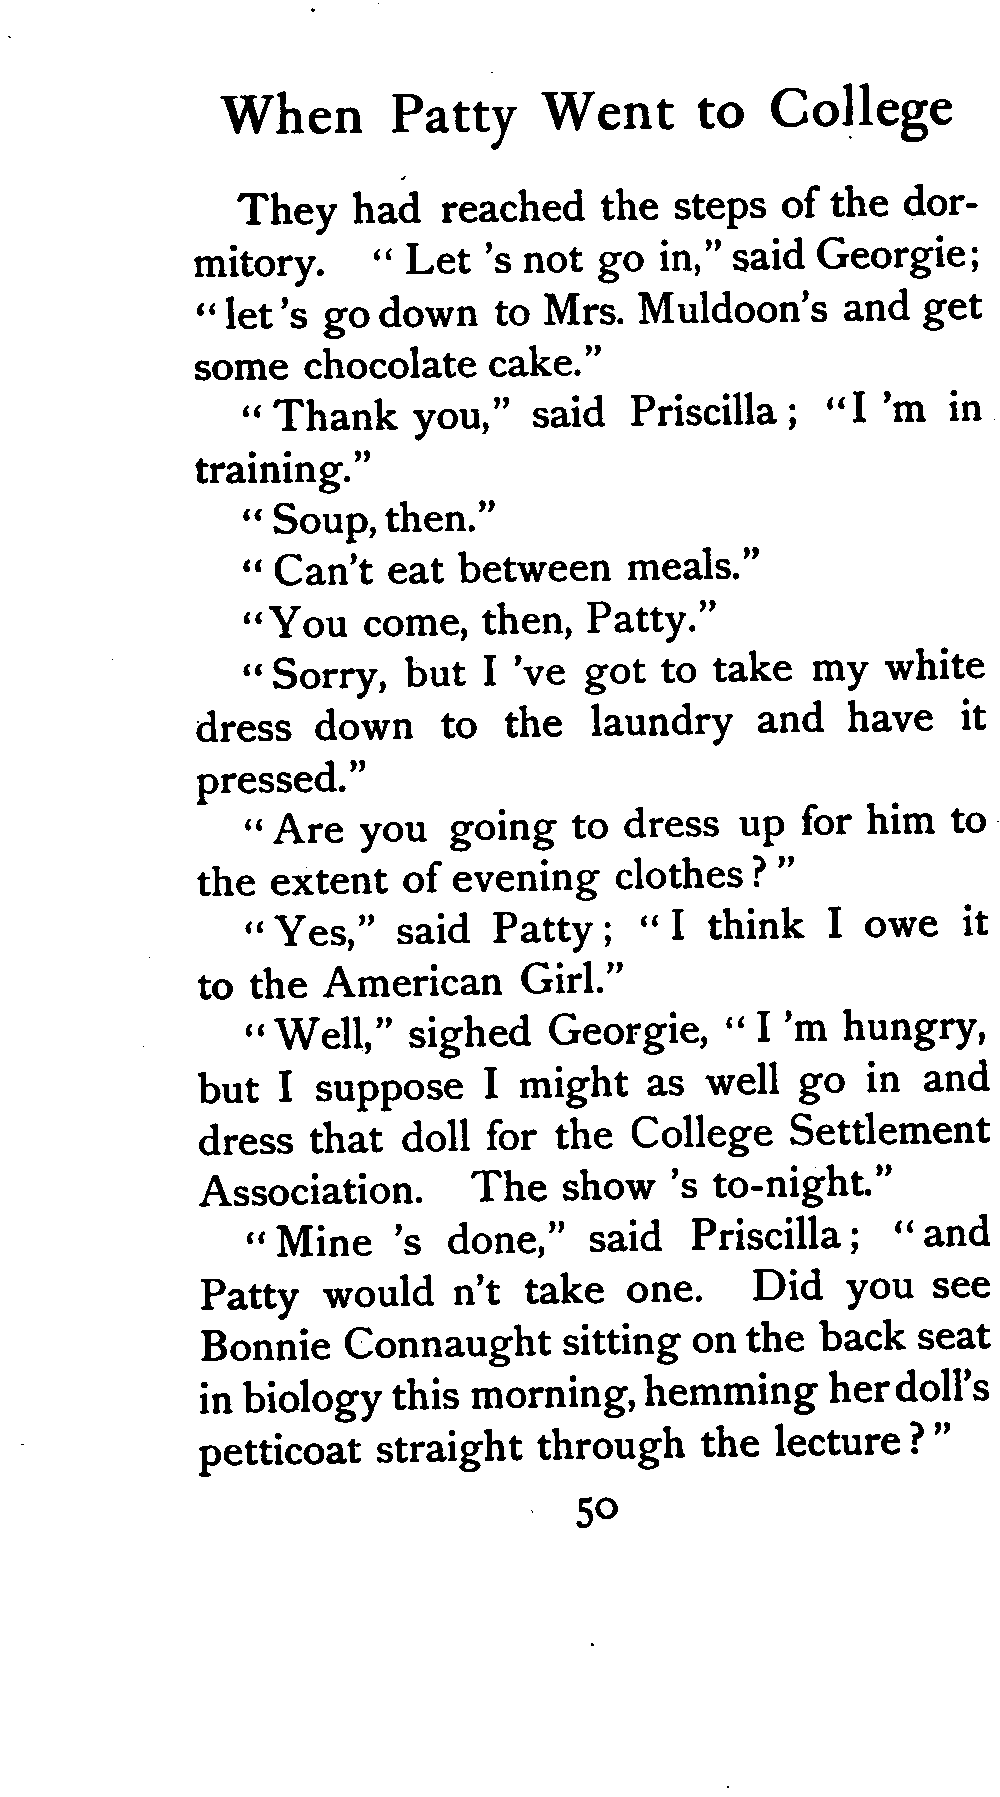 When Patty Went to College
They had reached the steps of the dor-
mitory. "Let 's not go in," said Georgie;
"let 's go down to Mrs. Muldoon's and get
some chocolate cake."
"Thank you," said Priscilla; "I 'm in
training."
"Soup, then."
"Can't eat between meals."
"You come, then, Patty."
"Sorry, but I 've got to take my white
dress down to the laundry and have it
pressed."
"Are you going to dress up for him to
the extent of evening clothes?"
"Yes," said Patty; "I think I owe it
to the American Girl."
"Well," sighed Georgie, "I 'm hungry,
but I suppose I might as well go in and
dress that doll for the College Settlement
Association. The show 's to-night."
"Mine 's done," said Priscilla; "and
Patty would n't take one. Did you see
Bonnie Connaught sitting on the back seat
in biology this morning, hemming her doll's
petticoat straight through the lecture?"
50